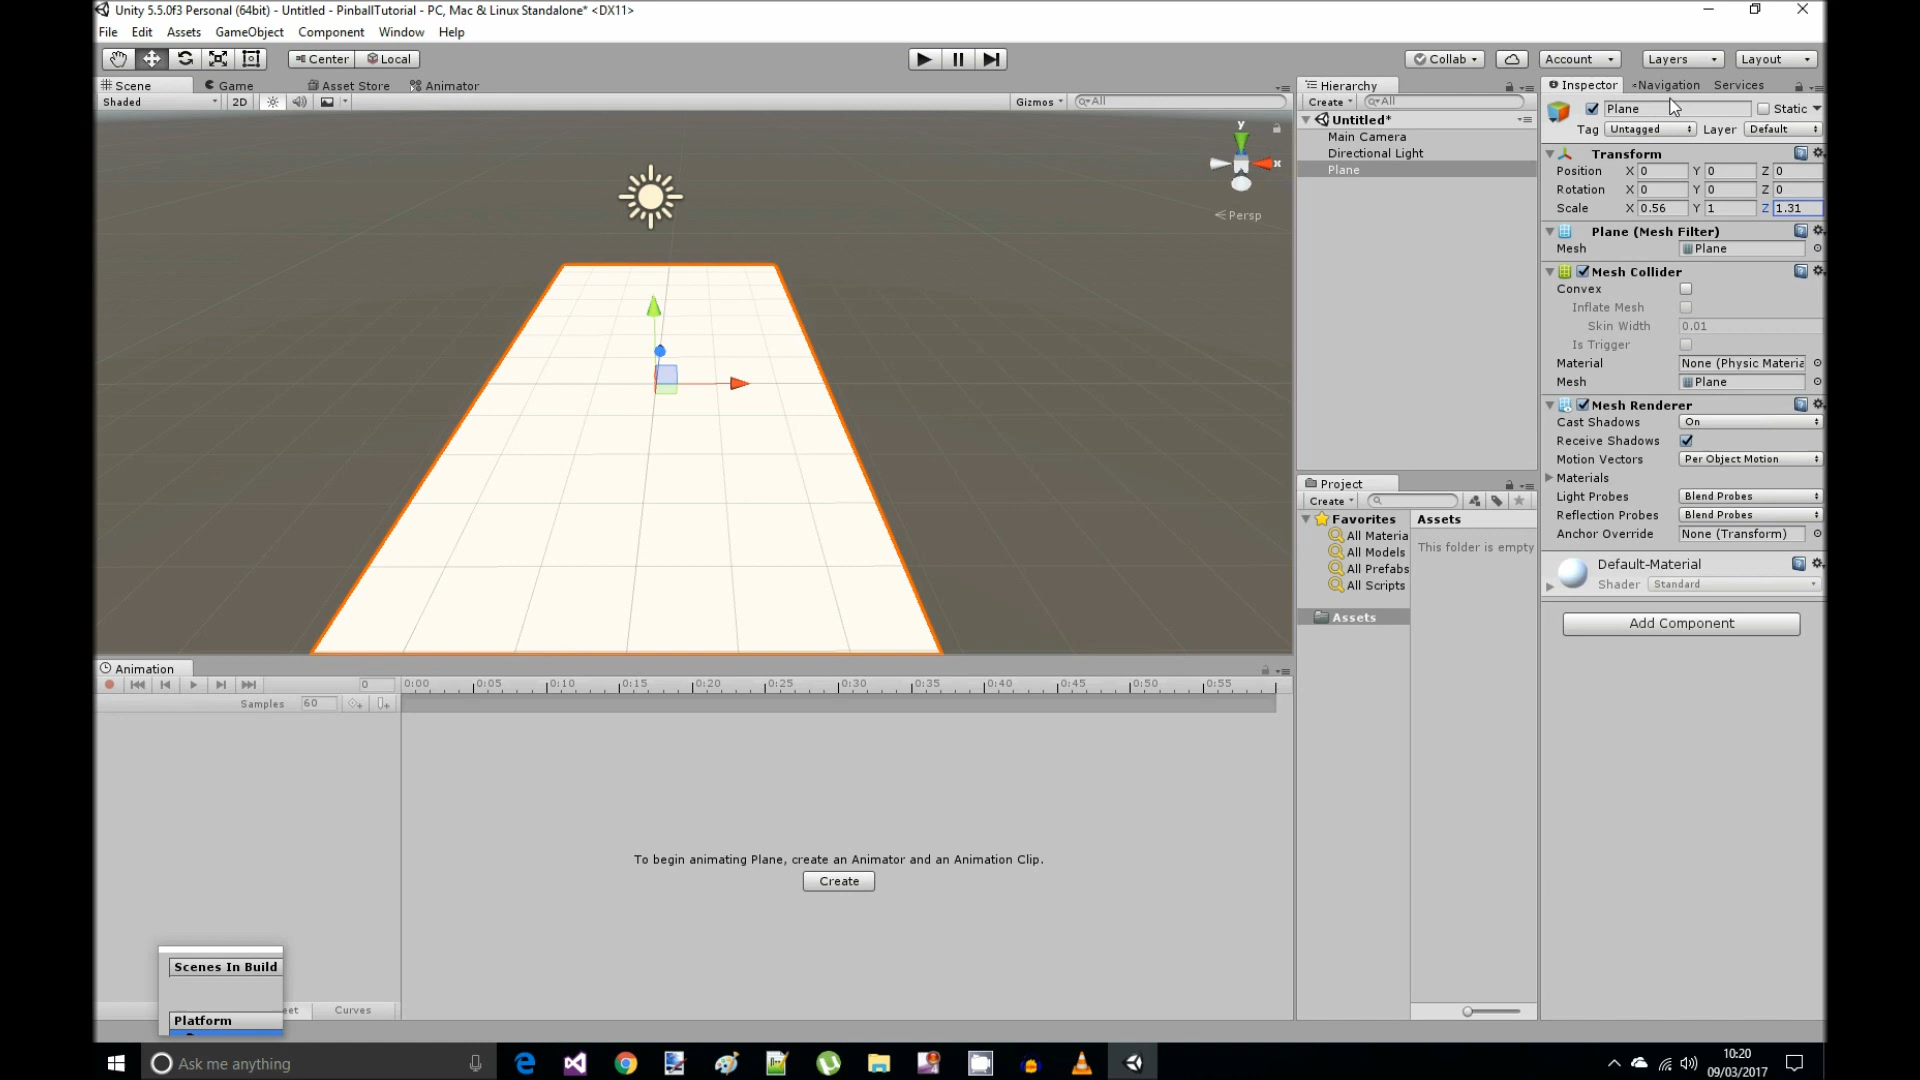 Unity 5.5.0f3 Personal (64bit) - Untitled - PinballTutorial - PC, Mac & Linux Standalone* <DX11>
File Edit Assets GameObject Component Window Help
Center Local Collab Account Layers Layout
Scene Game Asset Store Animator
Shaded 2D Gizmos All
y
x
Persp
Hierarchy
Create All
Untitled*
Main Camera
Directional Light
Plane
Project
Create
Favorites
All Materia
All Models
All Prefabs
All Scripts
Assets
Assets
This folder is empty
Inspector Navigation Services
Plane Static
Tag Untagged Layer Default
Transform
Position X 0 Y 0 Z 0
Rotation X 0 Y 0 Z 0
Scale X 0.56 Y 1 Z 1.31
Plane (Mesh Filter)
Mesh Plane
Mesh Collider
Convex
Inflate Mesh
Skin Width 0.01
Is Trigger
Material None (Physic Materia
Mesh Plane
Mesh Renderer
Cast Shadows On
Receive Shadows
Motion Vectors Per Object Motion
Materials
Light Probes Blend Probes
Reflection Probes Blend Probes
Anchor Override None (Transform)
Default-Material
Shader Standard
Add Component
Animation
0 0:00 0:05 0:10 0:15 0:20 0:25 0:30 0:35 0:40 0:45 0:50 0:55
Samples 60
To begin animating Plane, create an Animator and an Animation Clip.
Create
Scenes In Build
Platform
eet Curves
Ask me anything
10:20
09/03/2017